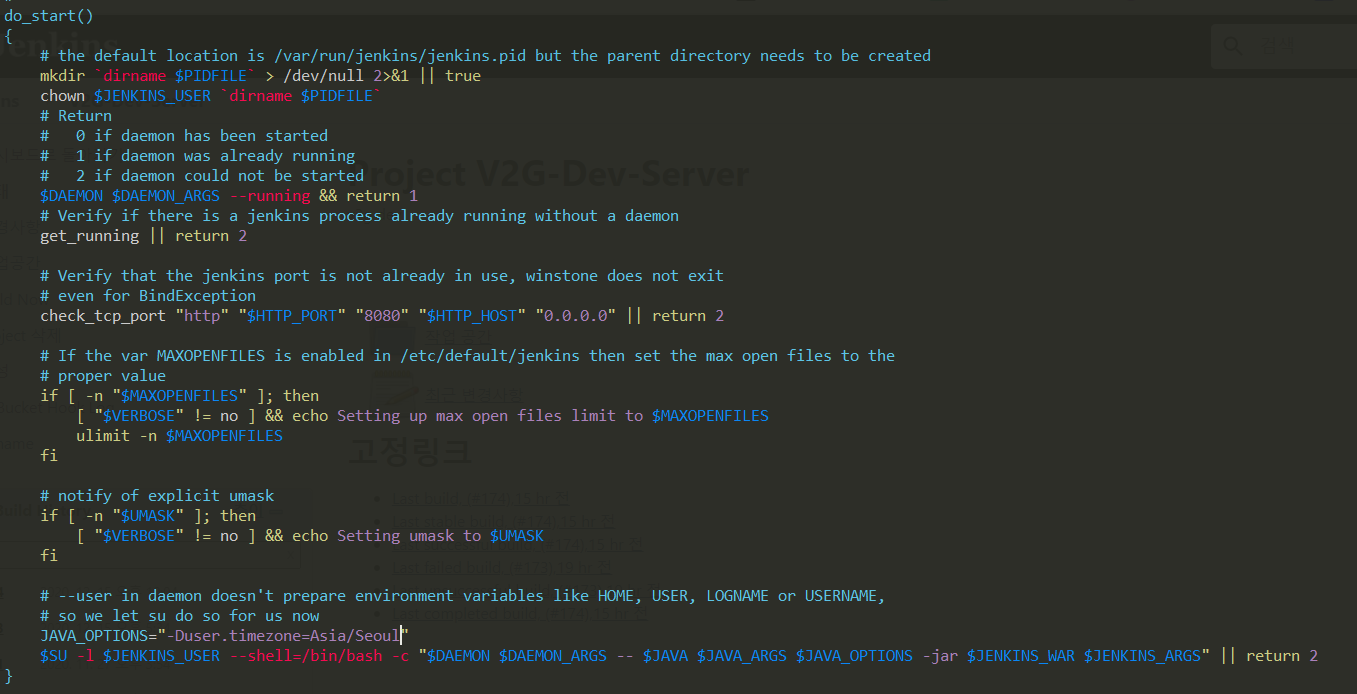 do_start()
{
# the default location is /var/run/jenkins/jenkins.pid but the parent directory needs to be created
mkdir `dirname $PIDFILE` > /dev/null 2>&1 || true
chown $JENKINS_USER `dirname $PIDFILE`
# Return
#   0 if daemon has been started
#   1 if daemon was already running
#   2 if daemon could not be started
Project V2G-Dev-Server
$DAEMON $DAEMON_ARGS --running && return 1
# Verify if there is a jenkins process already running without a daemon
get_running || return 2
# Verify that the jenkins port is not already in use, winstone does not exit
# even for BindException
check_tcp_port "http" "$HTTP_PORT" "8080" "$HTTP_HOST" "0.0.0.0" || return 2
# If the var MAXOPENFILES is enabled in /etc/default/jenkins then set the max open files to the
# proper value
if [ -n "$MAXOPENFILES" ]; then
[ "$VERBOSE" != no ] && echo Setting up max open files limit to $MAXOPENFILES
ulimit -n $MAXOPENFILES
fi
고정링크
# notify of explicit umask
if [ -n "$UMASK" ]; then
[ "$VERBOSE" != no ] && echo Setting umask to $UMASK
fi
# --user in daemon doesn't prepare environment variables like HOME, USER, LOGNAME or USERNAME,
# so we let su do so for us now
JAVA_OPTIONS="-Duser.timezone=Asia/Seoul"
$SU -l $JENKINS_USER --shell=/bin/bash -c "$DAEMON $DAEMON_ARGS -- $JAVA $JAVA_ARGS $JAVA_OPTIONS -jar $JENKINS_WAR $JENKINS_ARGS" || return 2
}